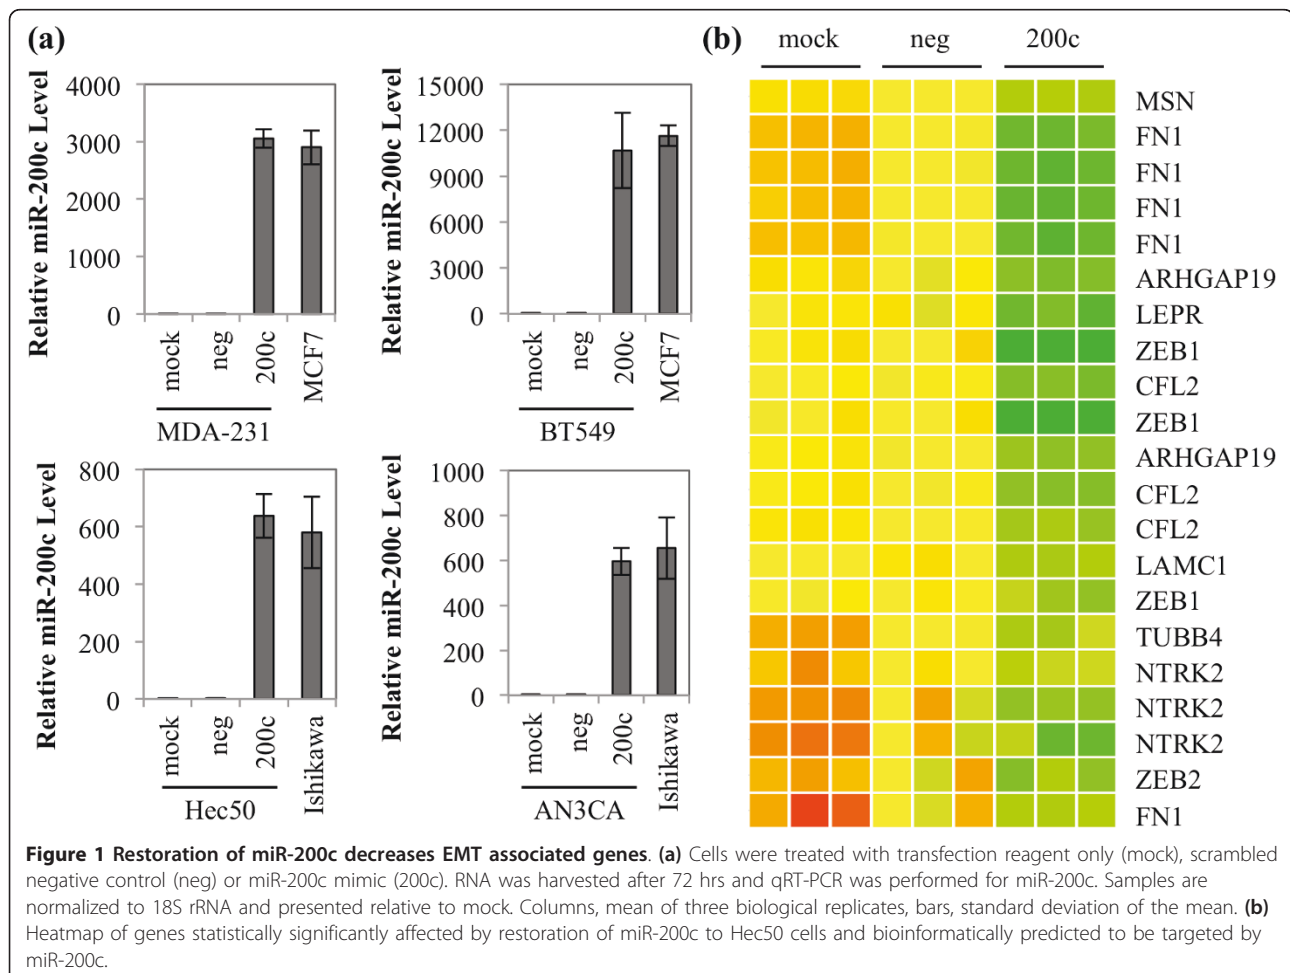 (a)
Relative miR-200c Level
4000
3000
2000
1000
0
mock
neg
200c
MCF7
MDA-231
Relative miR-200c Level
15000
12000
9000
6000
3000
0
mock
neg
200c
MCF7
BT549
Relative miR-200c Level
800
600
400
200
0
mock
neg
200c
Ishikawa
Hec50
Relative miR-200c Level
1000
800
600
400
200
0
mock
neg
200c
Ishikawa
AN3CA
(b)
mock neg 200c
MSN
FN1
FN1
FN1
FN1
ARHGAP19
LEPR
ZEB1
CFL2
ZEB1
ARHGAP19
CFL2
CFL2
LAMC1
ZEB1
TUBB4
NTRK2
NTRK2
NTRK2
ZEB2
FN1
Figure 1 Restoration of miR-200c decreases EMT associated genes. (a) Cells were treated with transfection reagent only (mock), scrambled
negative control (neg) or miR-200c mimic (200c). RNA was harvested after 72 hrs and qRT-PCR was performed for miR-200c. Samples are
normalized to 18S rRNA and presented relative to mock. Columns, mean of three biological replicates, bars, standard deviation of the mean. (b)
Heatmap of genes statistically significantly affected by restoration of miR-200c to Hec50 cells and bioinformatically predicted to be targeted by
miR-200c.